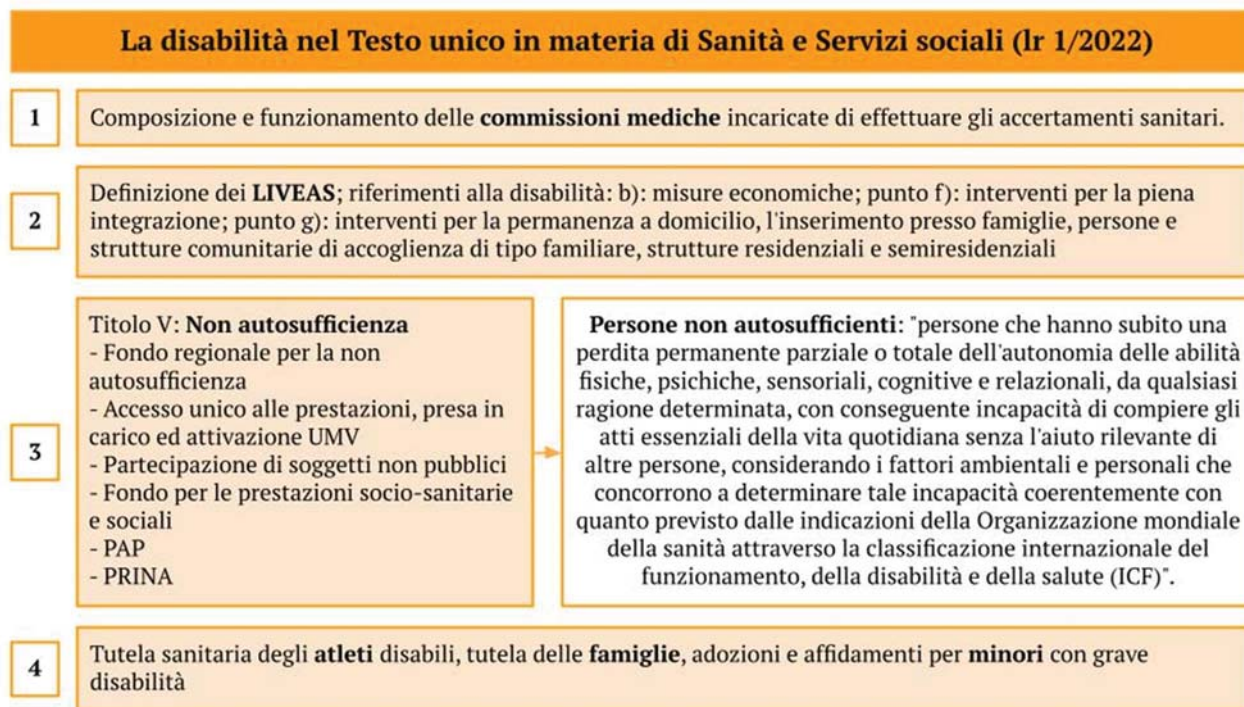 La disabilità nel Testo unico in materia di Sanità e Servizi sociali (lr 1/2022)
1
Composizione e funzionamento delle commissioni mediche incaricate di effettuare gli accertamenti sanitari.
2
Definizione dei LIVEAS; riferimenti alla disabilità: b): misure economiche; punto f): interventi per la piena
integrazione; punto g): interventi per la permanenza a domicilio, l'inserimento presso famiglie, persone e
strutture comunitarie di accoglienza di tipo familiare, strutture residenziali e semiresidenziali
3
Titolo V: Non autosufficienza
- Fondo regionale per la non
autosufficienza
- Accesso unico alle prestazioni, presa in
carico ed attivazione UMV
- Partecipazione di soggetti non pubblici
- Fondo per le prestazioni socio-sanitarie
e sociali
- PAP
- PRINA
Persone non autosufficienti: "persone che hanno subito una
perdita permanente parziale o totale dell'autonomia delle abilità
fisiche, psichiche, sensoriali, cognitive e relazionali, da qualsiasi
ragione determinata, con conseguente incapacità di compiere gli
atti essenziali della vita quotidiana senza l'aiuto rilevante di
altre persone, considerando i fattori ambientali e personali che
concorrono a determinare tale incapacità coerentemente con
quanto previsto dalle indicazioni della Organizzazione mondiale
della sanità attraverso la classificazione internazionale del
funzionamento, della disabilità e della salute (ICF)".
4
Tutela sanitaria degli atleti disabili, tutela delle famiglie, adozioni e affidamenti per minori con grave
disabilità